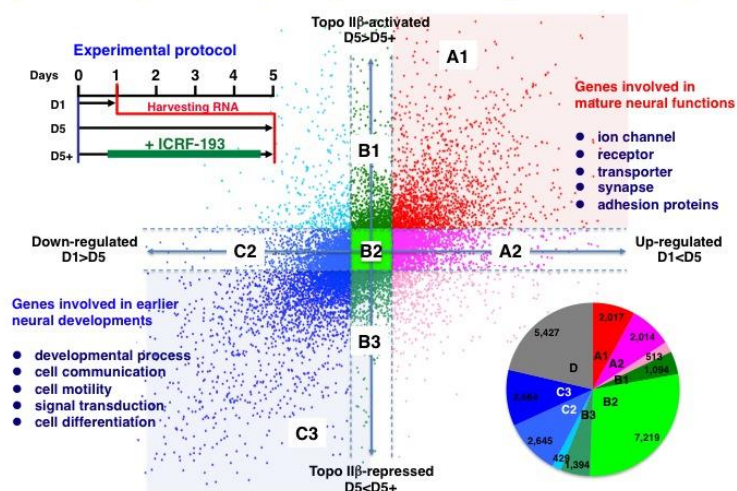 Topo IIβ-activated
D5>D5+
Experimental protocol
Days 0 1 2 3 4 5
D1
Harvesting RNA
D5
+ ICRF-193
D5+
A1
Genes involved in
mature neural functions
● ion channel
● receptor
● transporter
● synapse
● adhesion proteins
B1
Down-regulated
D1>D5
C2
B2
A2
Up-regulated
D1<D5
Genes involved in earlier
neural developments
● developmental process
● cell communication
● cell motility
● signal transduction
● cell differentiation
B3
C3
Topo IIβ-repressed
D5<D5+
2,017
5,427
2,014
A1
513
A2
D
1,094
B1
C3
B2
C2
B3
7,219
2,645
429
1,394